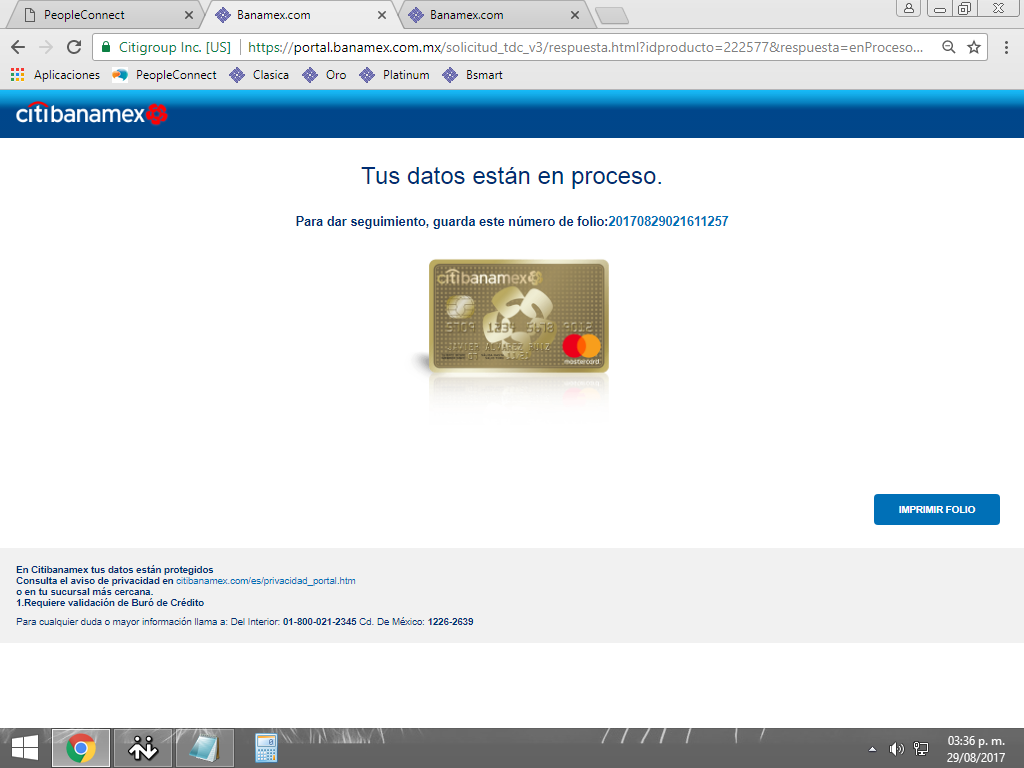 PeopleConnect
Banamex.com
Banamex.com
Citigroup Inc. [US]
https://portal.banamex.com.mx/solicitud_tdc_v3/respuesta.html?idproducto=222577&respuesta=enProceso...
Aplicaciones
PeopleConnect
Clasica
Oro
Platinum
Bsmart
citibanamex
Tus datos están en proceso.
Para dar seguimiento, guarda este número de folio:20170829021611257
citibanamex
5709 1234 5678 9012
JAVIER ALVAREZ RUIZ
mastercard
IMPRIMIR FOLIO
En Citibanamex tus datos están protegidos
Consulta el aviso de privacidad en citibanamex.com/es/privacidad_portal.htm
o en tu sucursal más cercana.
1.Requiere validación de Buró de Crédito
Para cualquier duda o mayor información llama a: Del Interior: 01-800-021-2345 Cd. De México: 1226-2639
03:36 p. m.
29/08/2017